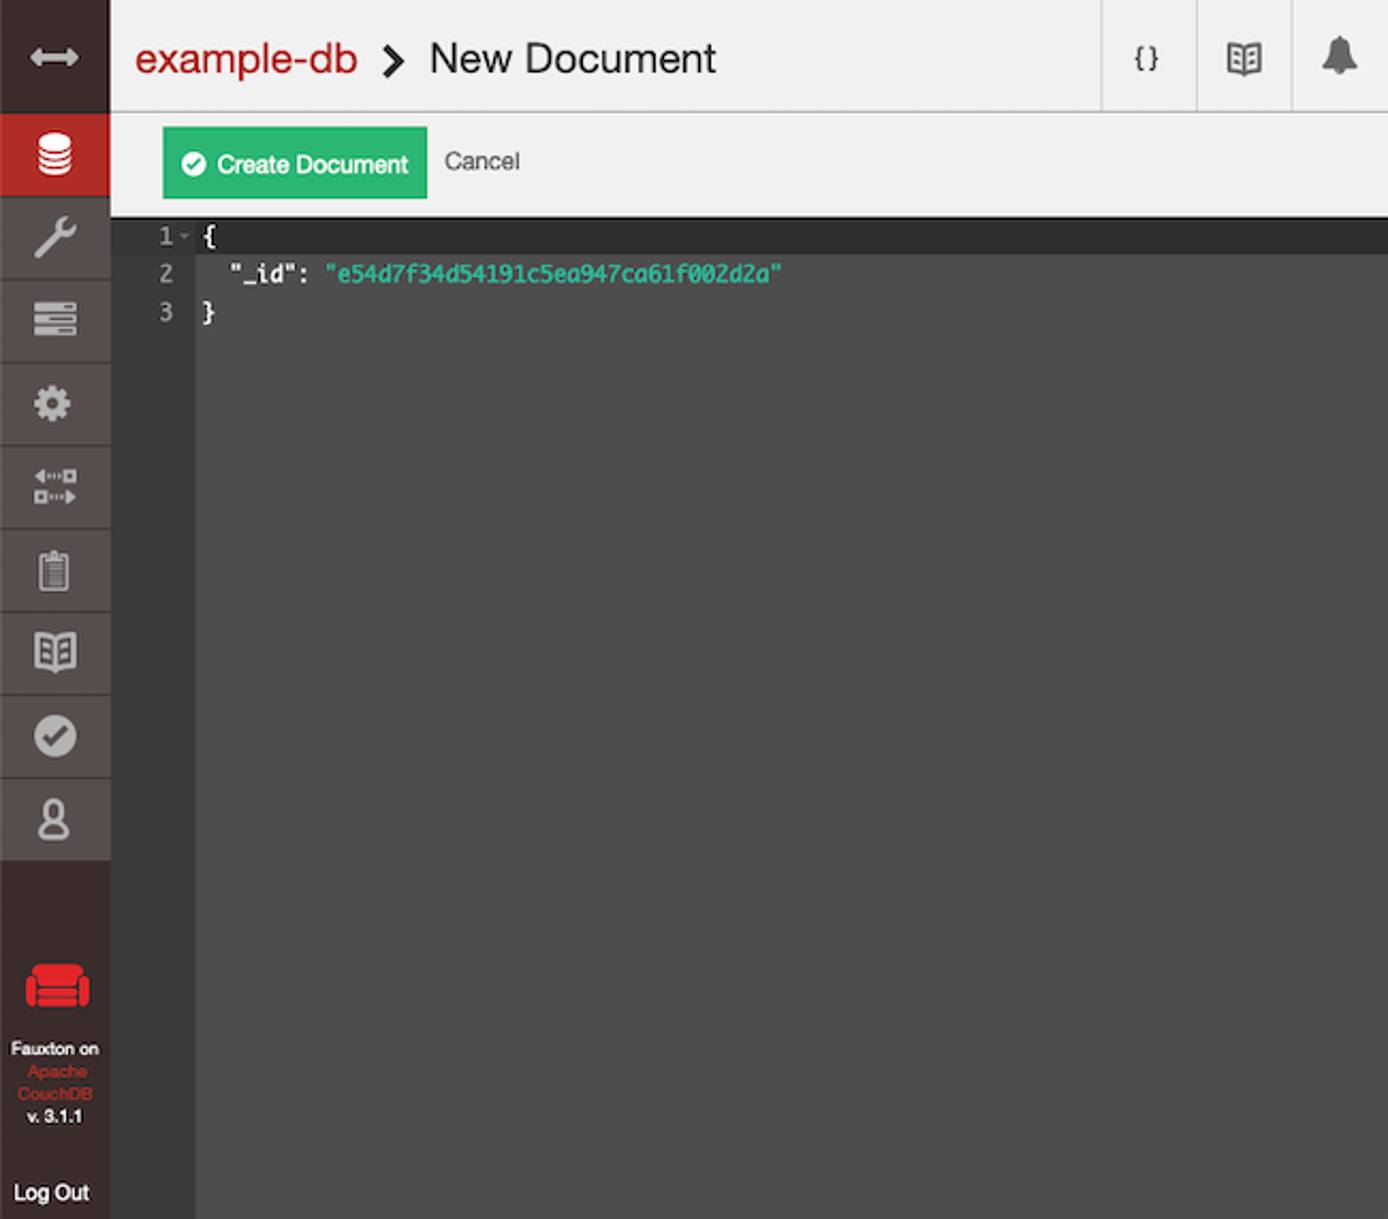 example-db > New Document
{}
Create Document Cancel
1 {
2 "_id": "e54d7f34d54191c5ea947ca61f002d2a"
3 }
Fauxton on
Apache
CouchDB
v. 3.1.1
Log Out